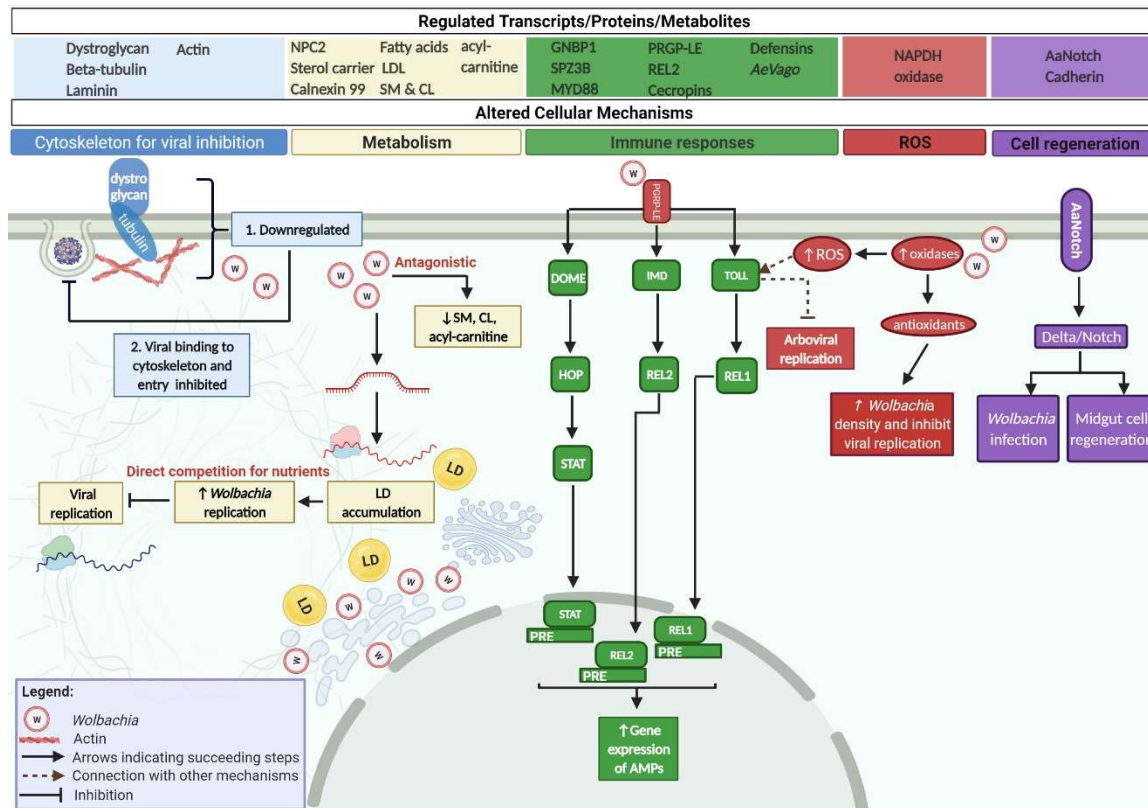 Regulated Transcripts/Proteins/Metabolites
Dystroglycan Actin
Beta-tubulin
Laminin
NPC2 Fatty acids acyl-
Sterol carrier LDL carnitine
Calnexin 99 SM & CL
GNBP1 PRGP-LE Defensins
SPZ3B REL2 AeVago
MYD88 Cecropins
NAPDH
oxidase
AaNotch
Cadherin
Altered Cellular Mechanisms
Cytoskeleton for viral inhibition
Metabolism
Immune responses
ROS
Cell regeneration
dystro
glycan
↑tubulin
1. Downregulated
W
W
2. Viral binding to
cytoskeleton and
entry inhibited
W
W
W
Antagonistic
↓ SM, CL,
acyl-carnitine
LD
Direct competition for nutrients
LD
accumulation
↑ Wolbachia
replication
Viral
replication
LD
LD
W
W
W
W
W
W
PGRP-LE
DOME
IMD
TOLL
HOP
REL2
REL1
STAT
STAT
PRE
REL2
PRE
REL1
PRE
↑ Gene
expression
of AMPs
↑ ROS
↑ oxidases
W
W
Arboviral
replication
antioxidants
↑ Wolbachia
density and inhibit
viral replication
AaNotch
Delta/Notch
Wolbachia
infection
Midgut cell
regeneration
Legend:
W Wolbachia
Actin
Arrows indicating succeeding steps
Connection with other mechanisms
Inhibition